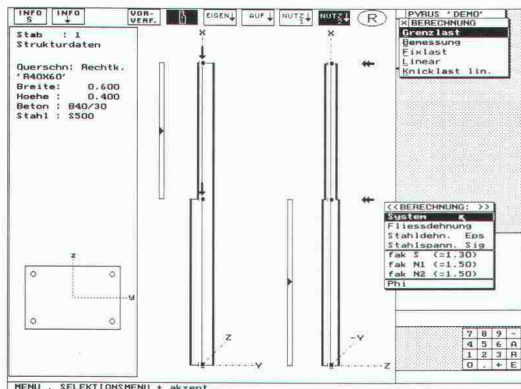 INFO S
INFO
VOR- VERF.
EIGEN
AUF
NUTZ 1
NUTZ 2
R
PYRUS 'DEMO'
× BERECHNUNG
Grenzlast
Bemessung
Fixlast
Linear
Knicklast lin.
Stab : 1
Strukturdaten
Querschn: Rechtk.
'R40X60'
Breite: 0.600
Hoehe : 0.400
Beton : B40/30
Stahl : S500
x
x
<<BERECHNUNG: >>
System
Fliessdehnung
Stahldehn. Eps
Stahlspann. Sig
fak S (=1.30)
fak N1 (=1.50)
fak N2 (=1.50)
Phi
z
y
Z
Y
-Y
Z
7 8 9 -
4 5 6 A
1 2 3 R
0 . + E
MENU , SELEKTIONSMENU + akzept